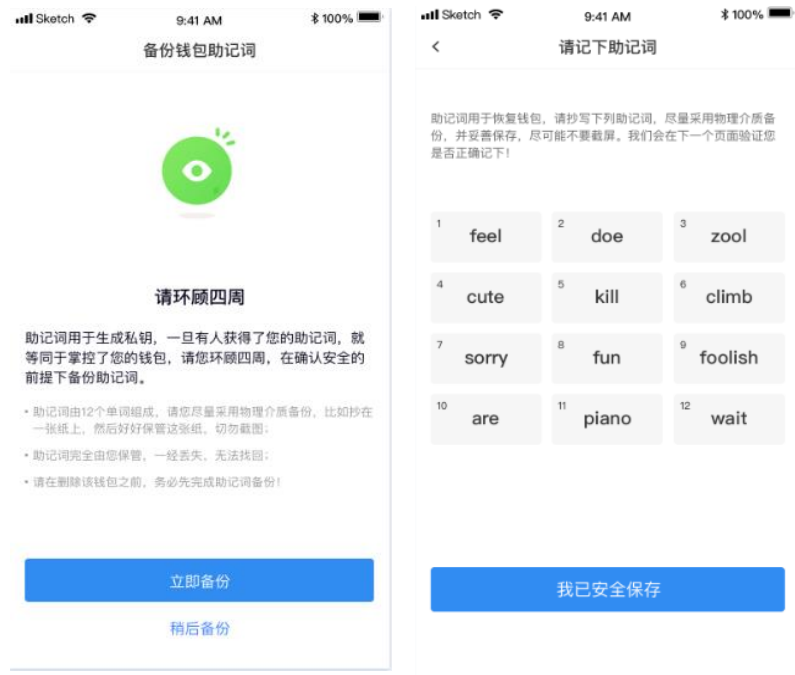 Sketch 9:41 AM 100%
备份钱包助记词
请环顾四周
助记词用于生成私钥，一旦有人获得了您的助记词，就
等同于掌控了您的钱包，请您环顾四周，在确认安全的
前提下备份助记词。
• 助记词由12个单词组成，请您尽量采用物理介质备份，比如抄在
一张纸上，然后好好保管这张纸，切勿截图；
• 助记词完全由您保管，一经丢失，无法找回；
• 请在删除该钱包之前，务必先完成助记词备份！
立即备份
稍后备份
Sketch 9:41 AM 100%
请记下助记词
助记词用于恢复钱包，请抄写下列助记词，尽量采用物理介质备
份，并妥善保存，尽可能不要截屏。我们会在下一个页面验证您
是否正确记下！
1 feel 2 doe 3 zool
4 cute 5 kill 6 climb
7 sorry 8 fun 9 foolish
10 are 11 piano 12 wait
我已安全保存